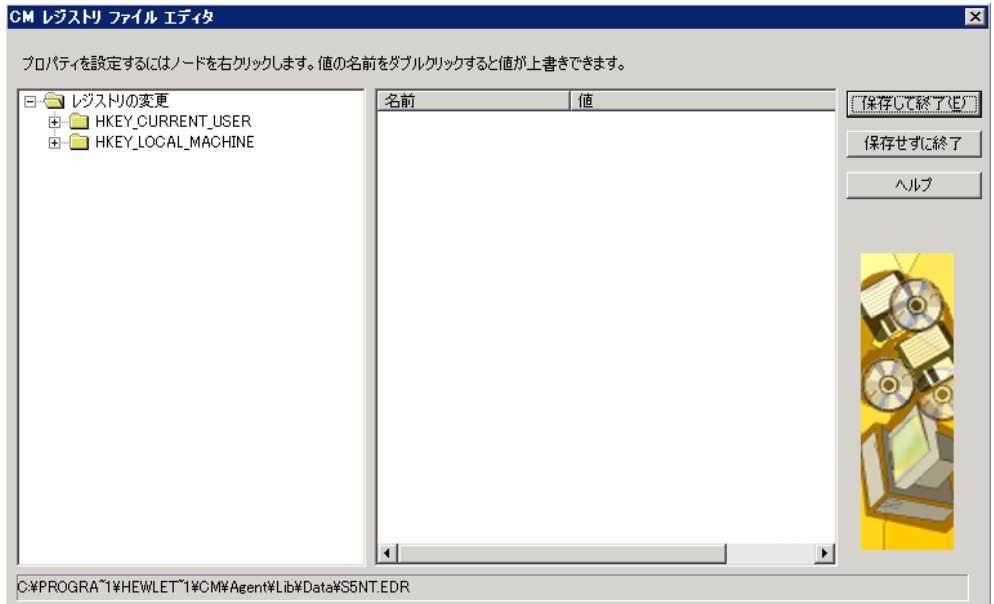 CM レジストリ ファイル エディタ
プロパティを設定するにはノードを右クリックします。値の名前をダブルクリックすると値が上書きできます。
レジストリの変更
HKEY_CURRENT_USER
HKEY_LOCAL_MACHINE
名前 値
保存して終了(E)
保存せずに終了
ヘルプ
C:¥PROGRA~1¥HEWLET~1¥CM¥Agent¥Lib¥Data¥S5NT.EDR